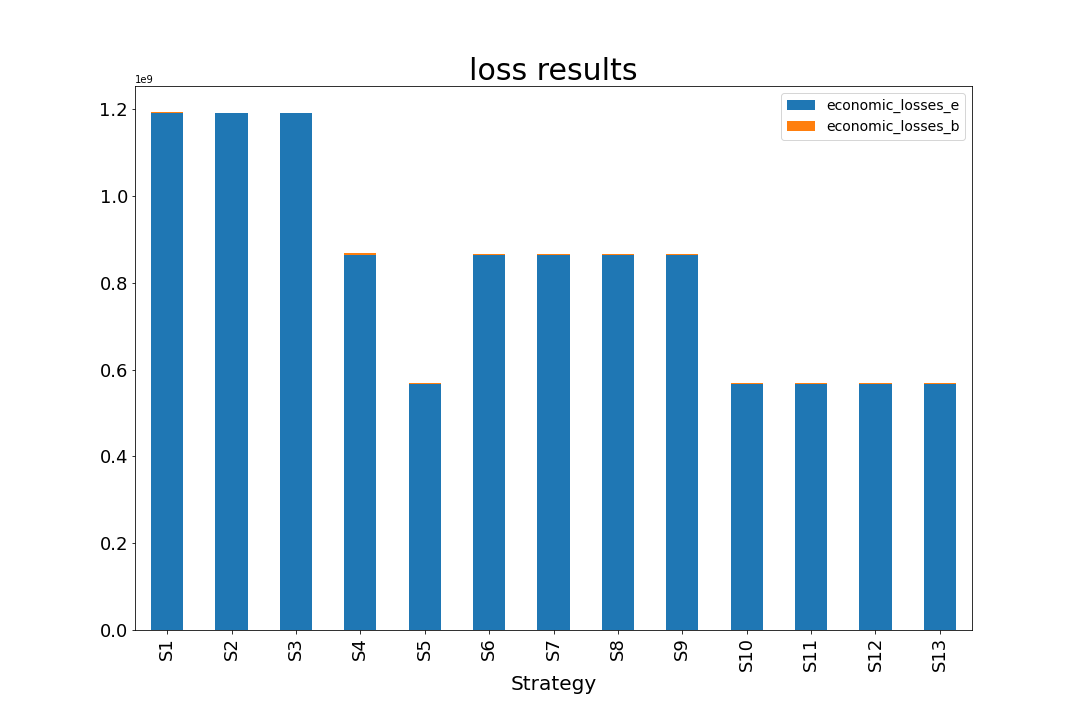 loss results
1e9
economic_losses_e
economic_losses_b
1.2
1.0
0.8
0.6
0.4
0.2
0.0
S1 S2 S3 S4 S5 S6 S7 S8 S9 S10 S11 S12 S13
Strategy